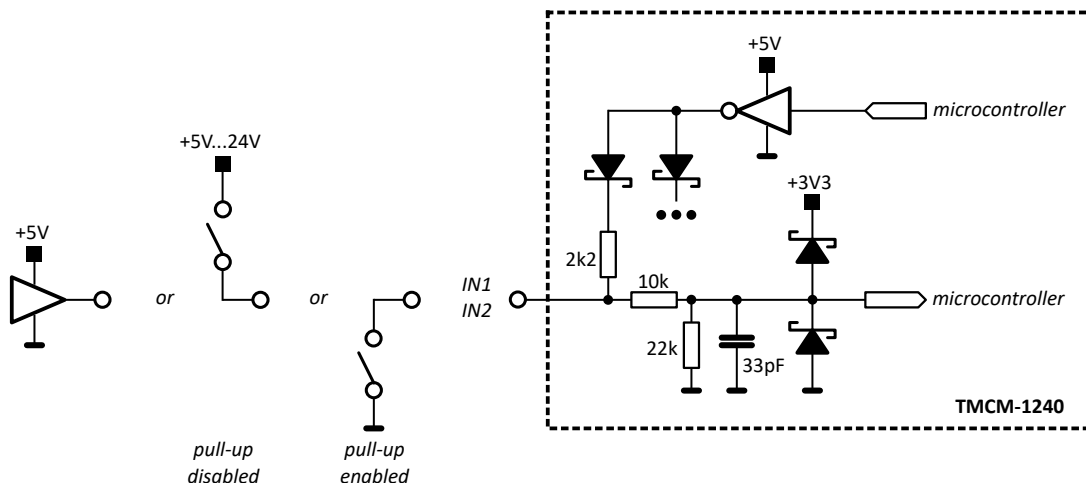 +5V
microcontroller
+5V...24V
+3V3
+5V
2k2
or
or
IN1
IN2
10k
microcontroller
22k
33pF
TMCM-1240
pull-up
disabled
pull-up
enabled